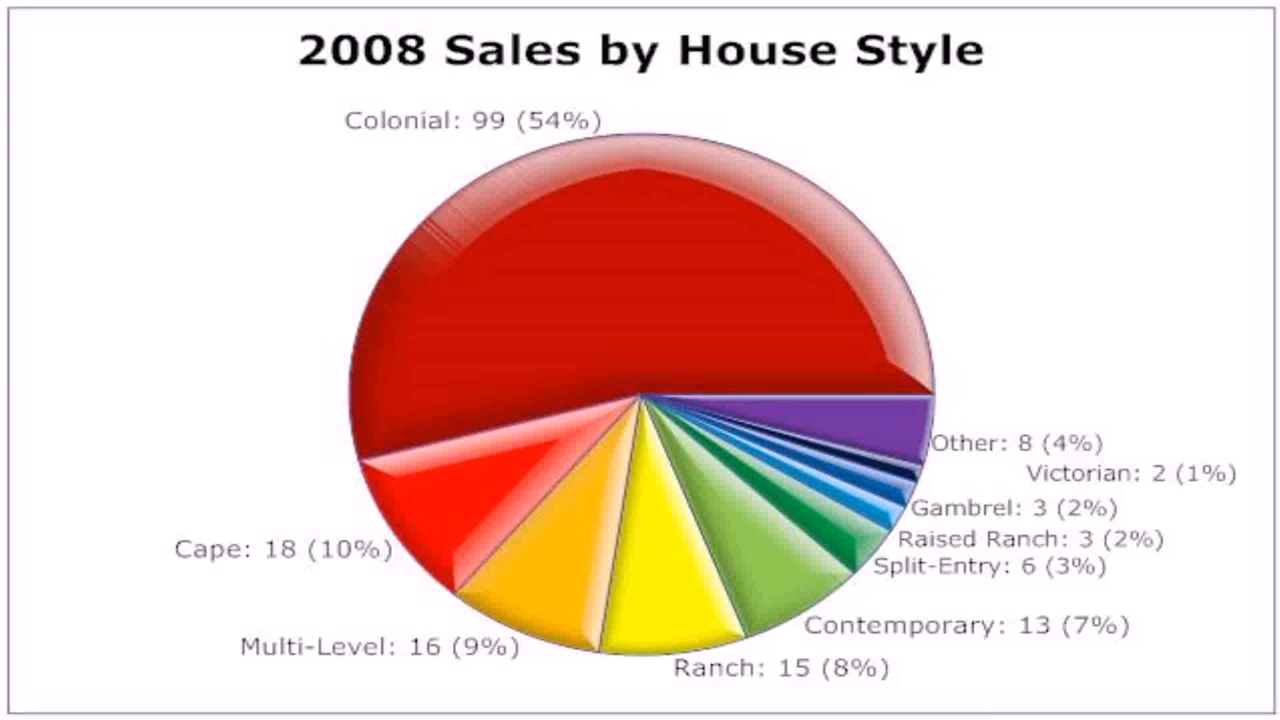 2008 Sales by House Style
Colonial: 99 (54%)
Other: 8 (4%)
Victorian: 2 (1%)
Gambrel: 3 (2%)
Raised Ranch: 3 (2%)
Split-Entry: 6 (3%)
Cape: 18 (10%)
Contemporary: 13 (7%)
Multi-Level: 16 (9%)
Ranch: 15 (8%)